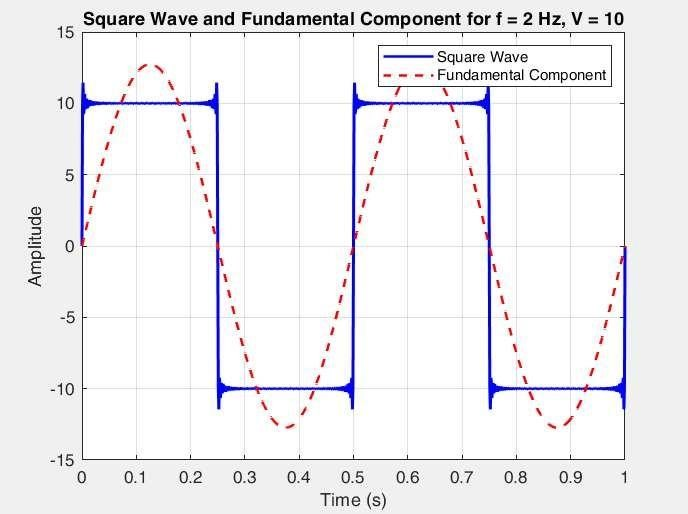 Square Wave and Fundamental Component for f = 2 Hz, V = 10
15
Square Wave
Fundamental Component
10
5
0
-5
-10
-15
Amplitude
0 0.1 0.2 0.3 0.4 0.5 0.6 0.7 0.8 0.9 1
Time (s)